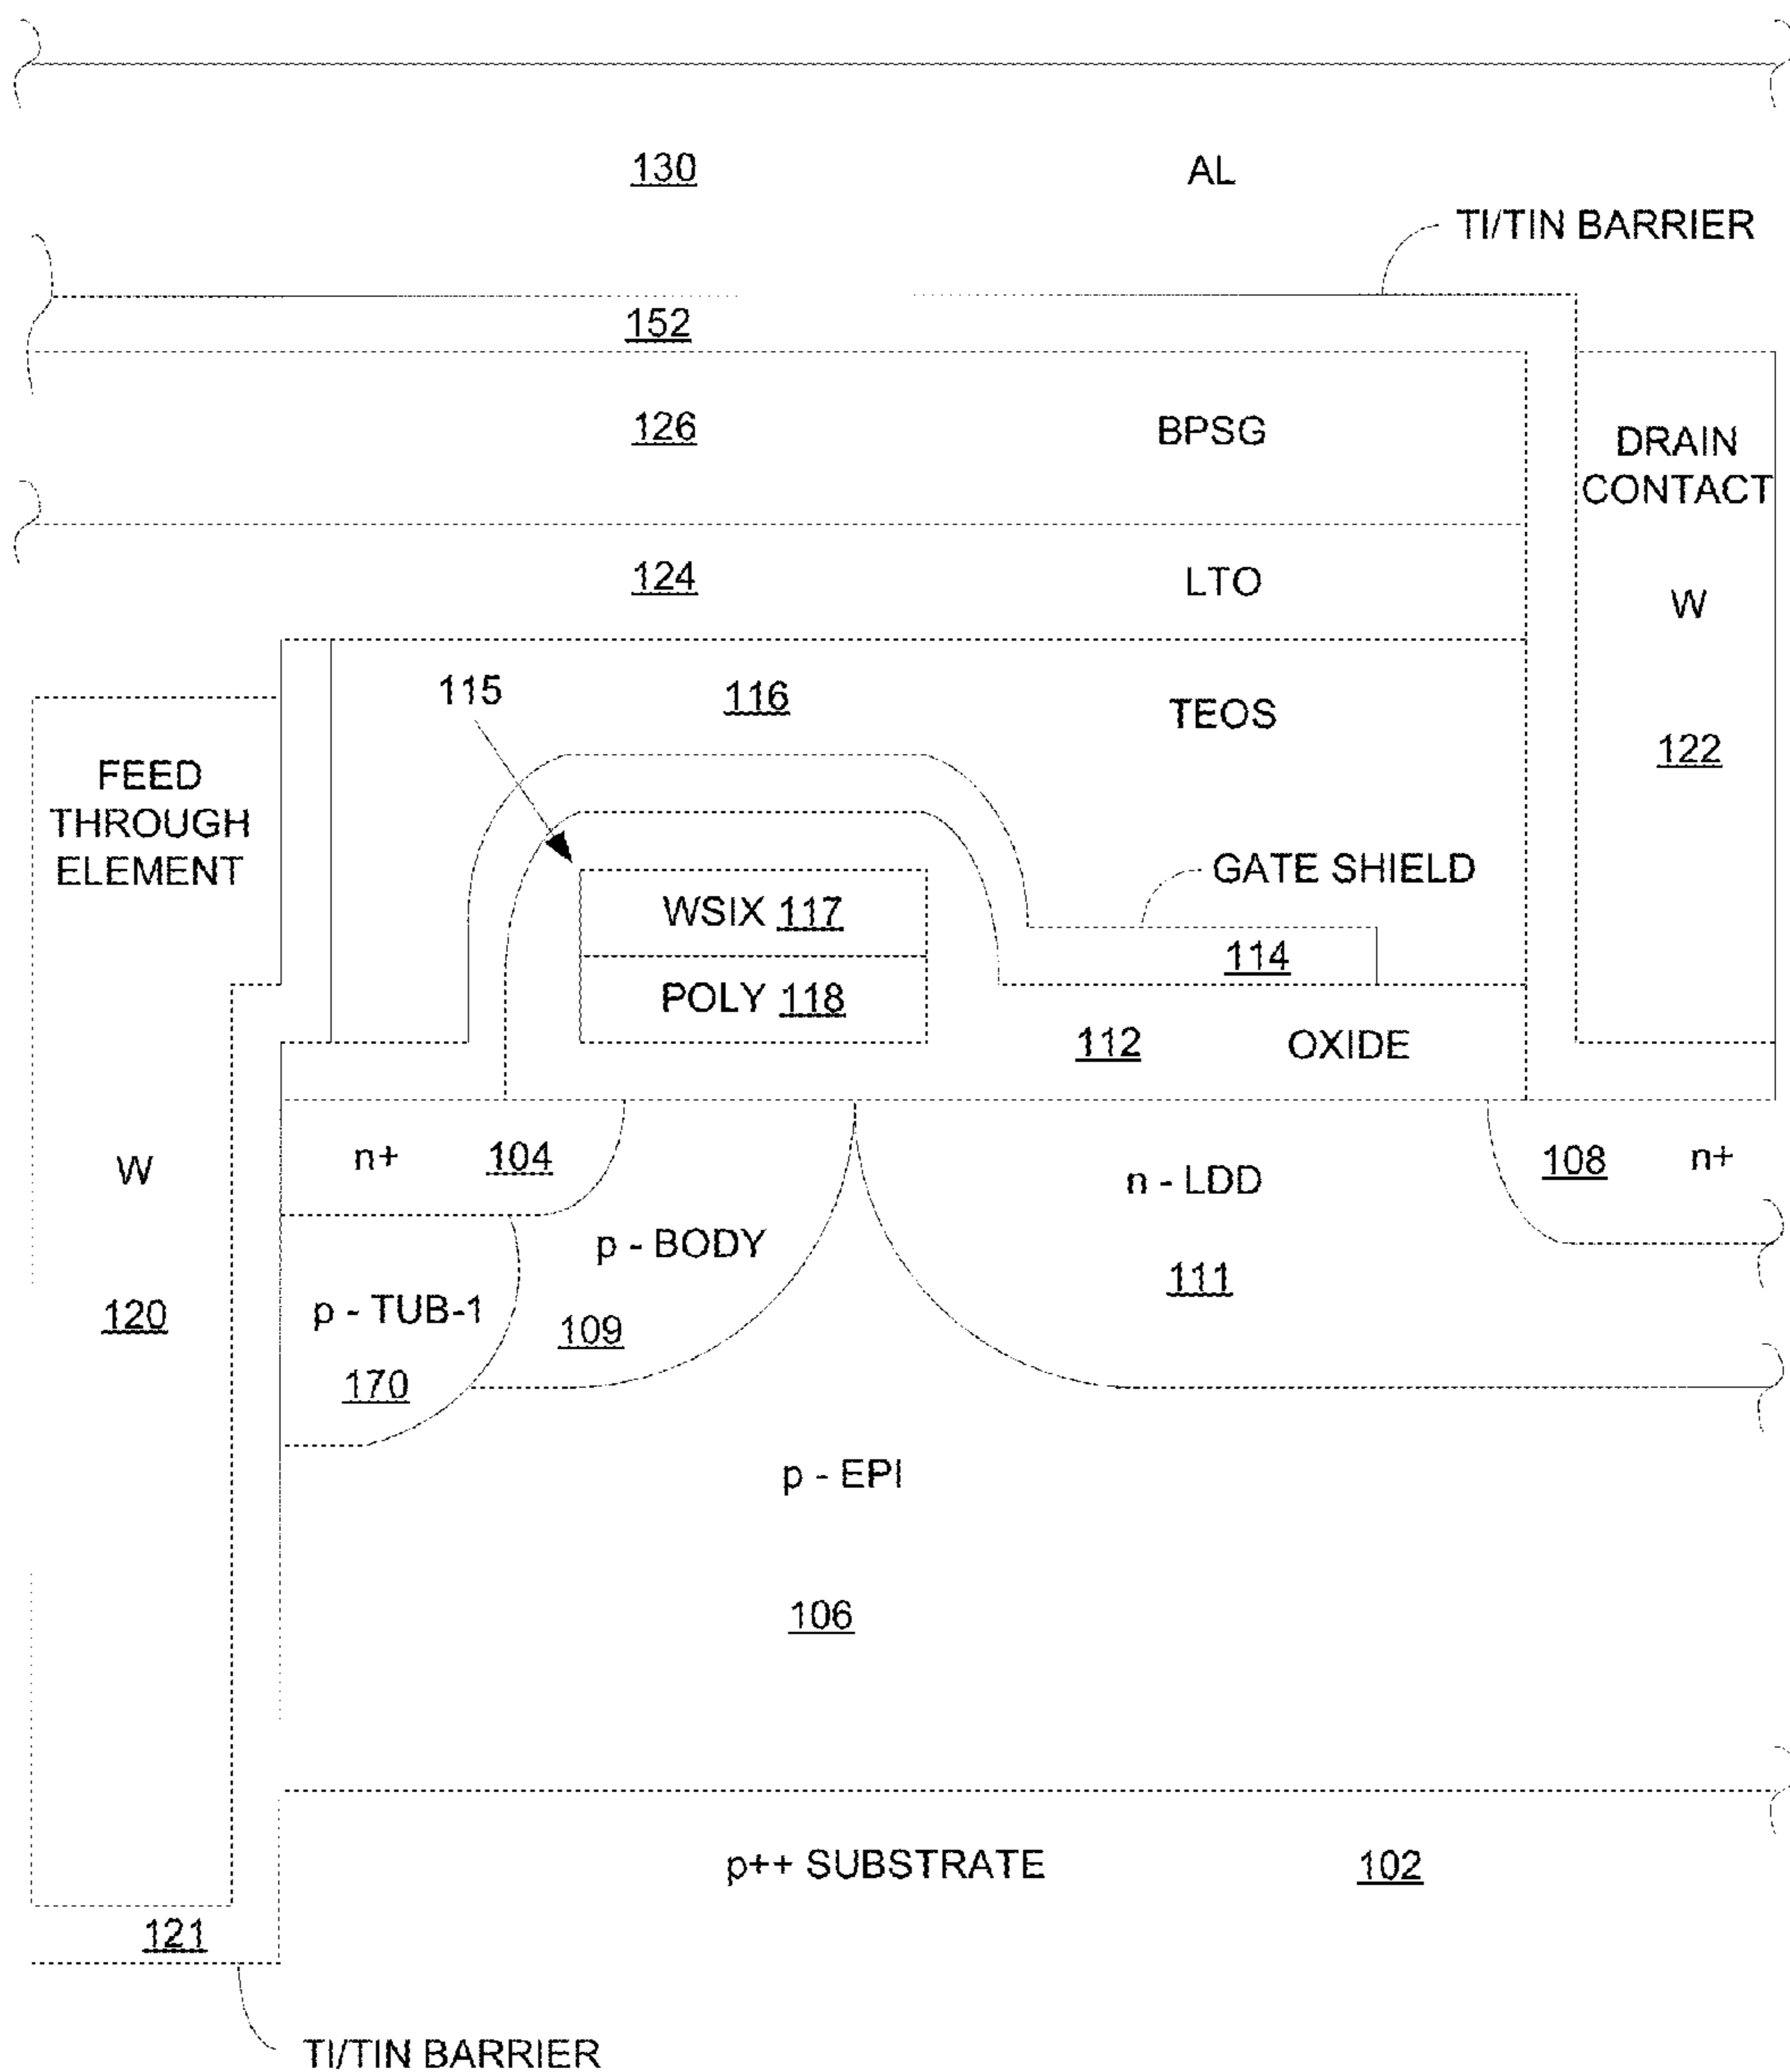 130 AL
TI/TIN BARRIER
152
126 BPSG
DRAIN
CONTACT
124 LTO
W
115 116 TEOS
122
FEED
THROUGH
ELEMENT
GATE SHIELD
WSIX 117
114
POLY 118
112 OXIDE
W n+ 104 n - LDD 108 n+
p - BODY
111
120 p - TUB-1 109
170
p - EPI
106
p++ SUBSTRATE 102
121
TI/TIN BARRIER